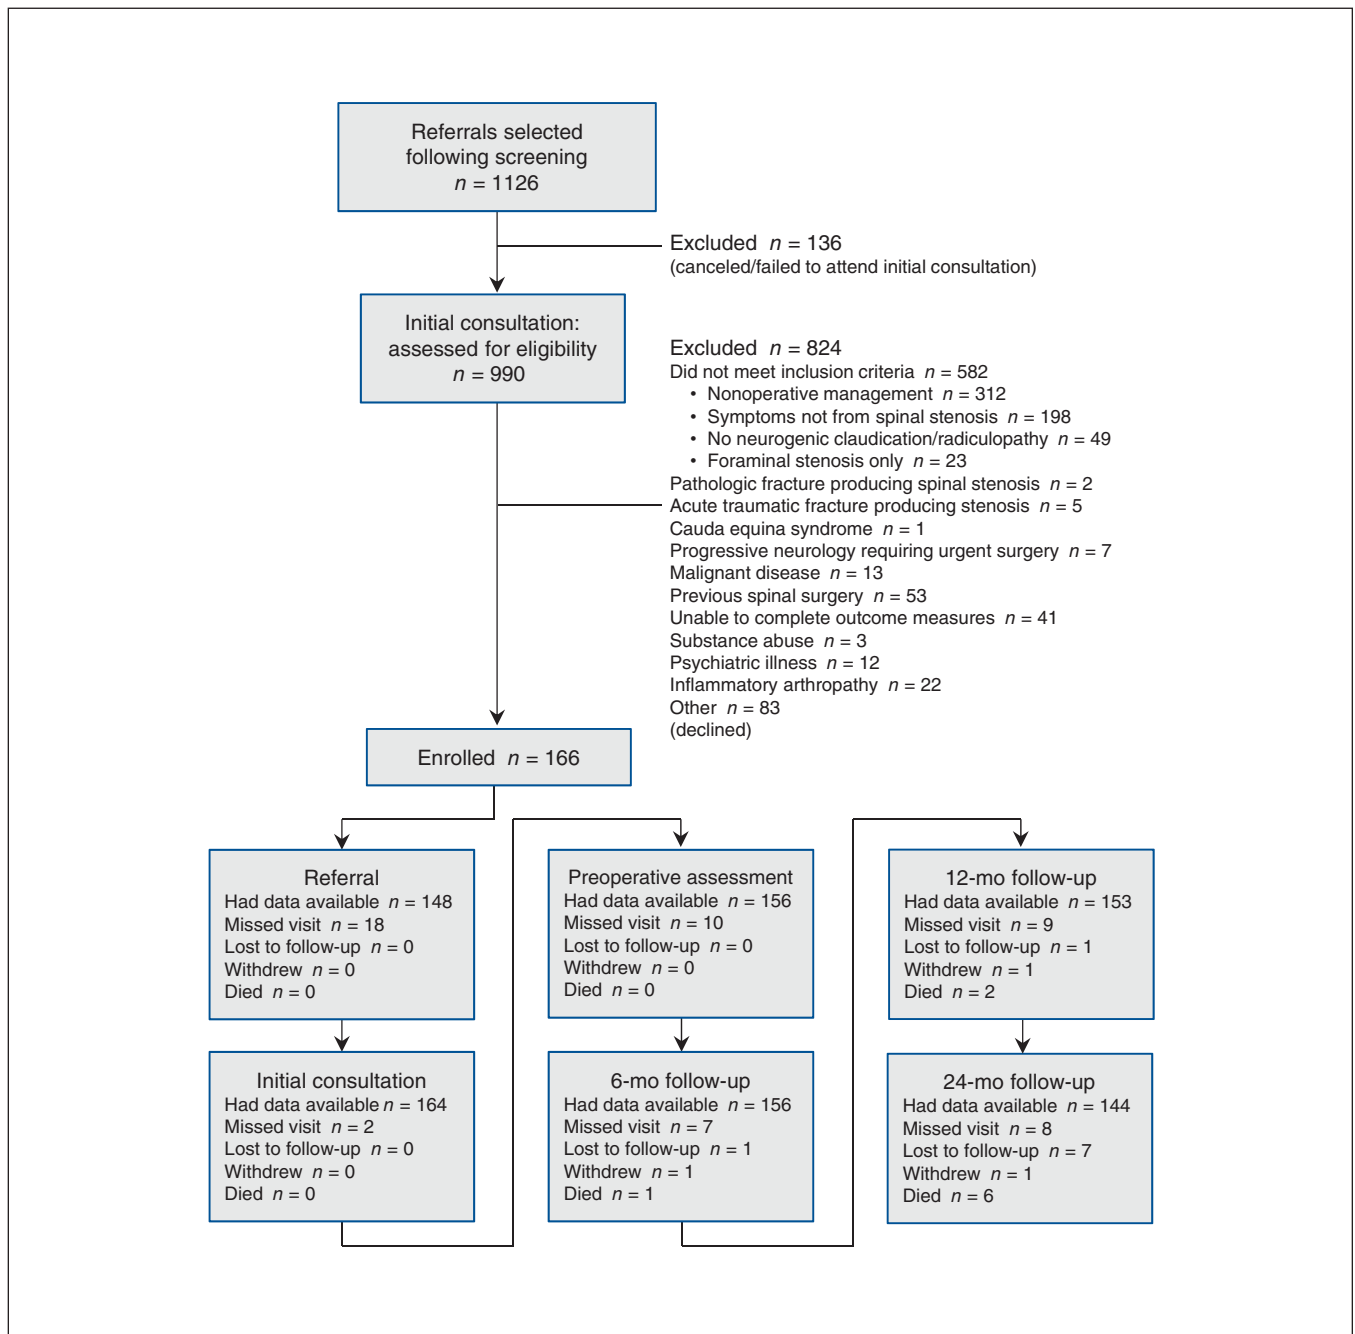 Referrals selected
following screening
n = 1126
Excluded n = 136
(canceled/failed to attend initial consultation)
Initial consultation:
assessed for eligibility
n = 990
Excluded n = 824
Did not meet inclusion criteria n = 582
• Nonoperative management n = 312
• Symptoms not from spinal stenosis n = 198
• No neurogenic claudication/radiculopathy n = 49
• Foraminal stenosis only n = 23
Pathologic fracture producing spinal stenosis n = 2
Acute traumatic fracture producing stenosis n = 5
Cauda equina syndrome n = 1
Progressive neurology requiring urgent surgery n = 7
Malignant disease n = 13
Previous spinal surgery n = 53
Unable to complete outcome measures n = 41
Substance abuse n = 3
Psychiatric illness n = 12
Inflammatory arthropathy n = 22
Other n = 83
(declined)
Enrolled n = 166
Referral
Had data available n = 148
Missed visit n = 18
Lost to follow-up n = 0
Withdrew n = 0
Died n = 0
Initial consultation
Had data available n = 164
Missed visit n = 2
Lost to follow-up n = 0
Withdrew n = 0
Died n = 0
Preoperative assessment
Had data available n = 156
Missed visit n = 10
Lost to follow-up n = 0
Withdrew n = 0
Died n = 0
6-mo follow-up
Had data available n = 156
Missed visit n = 7
Lost to follow-up n = 1
Withdrew n = 1
Died n = 1
12-mo follow-up
Had data available n = 153
Missed visit n = 9
Lost to follow-up n = 1
Withdrew n = 1
Died n = 2
24-mo follow-up
Had data available n = 144
Missed visit n = 8
Lost to follow-up n = 7
Withdrew n = 1
Died n = 6